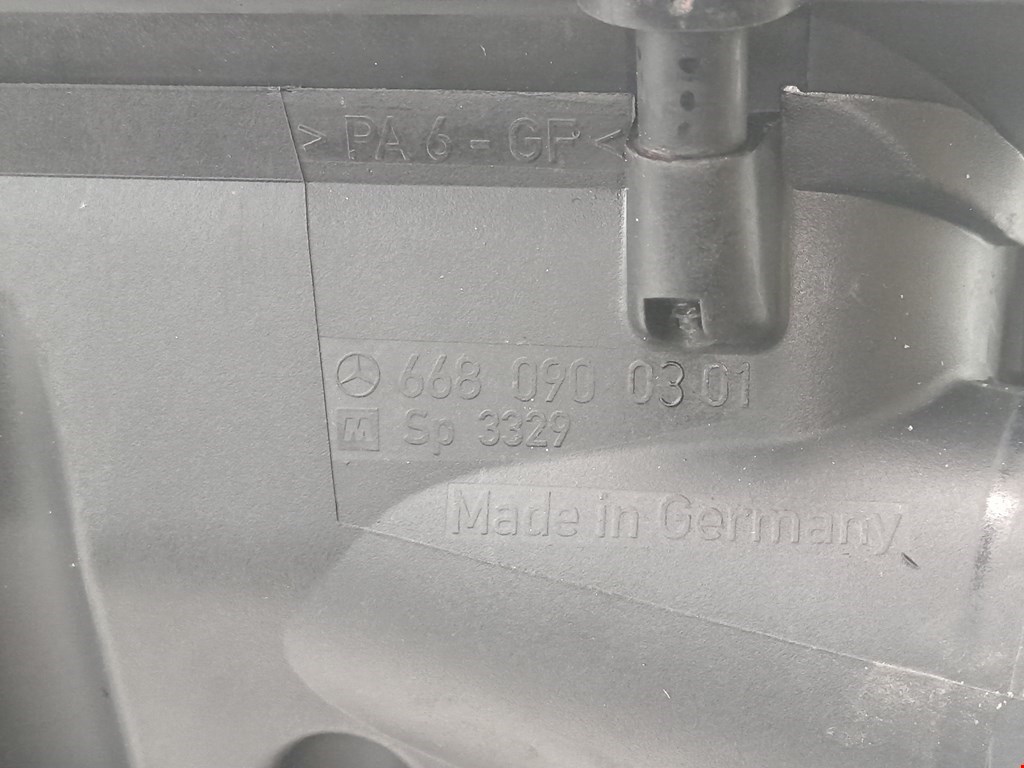 > PA 6 - GF <
668 090 03 01
M Sp 3329
Made in Germany